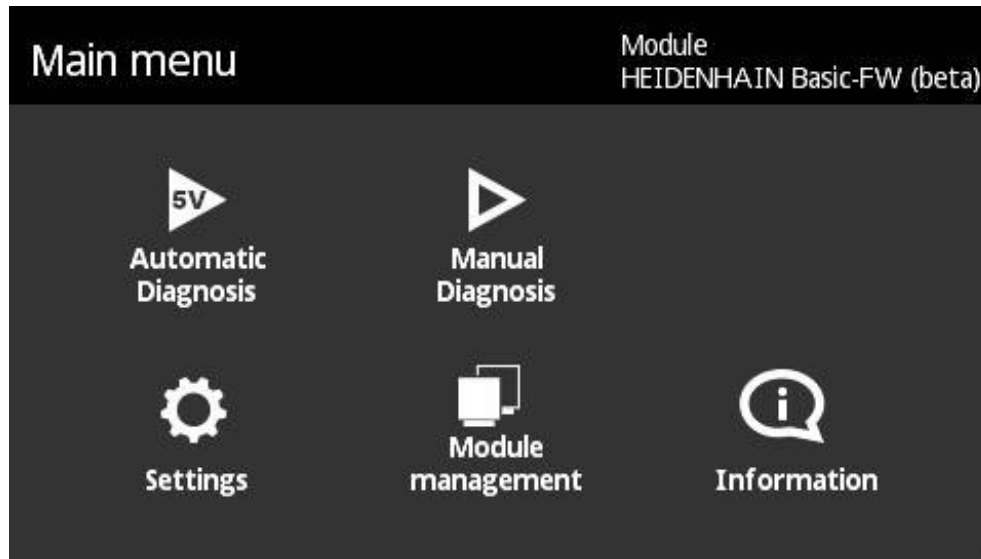 Main menu
Module
HEIDENHAIN Basic-FW (beta)
5V
Automatic
Diagnosis
Manual
Diagnosis
Settings
Module
management
i
Information